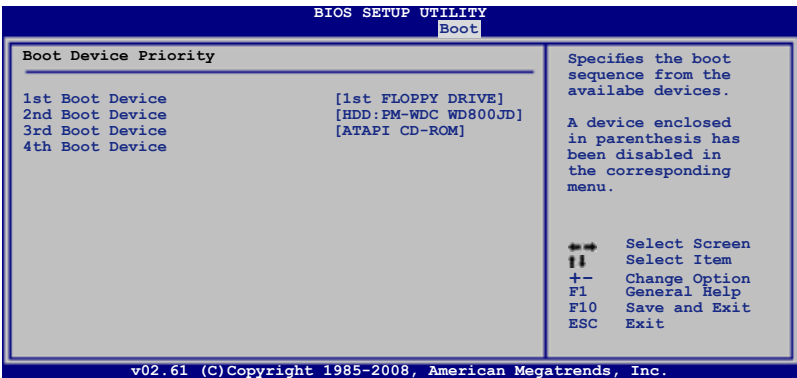 BIOS SETUP UTILITY
Boot
Boot Device Priority
1st Boot Device [1st FLOPPY DRIVE]
2nd Boot Device [HDD:PM-WDC WD800JD]
3rd Boot Device [ATAPI CD-ROM]
4th Boot Device
Specifies the boot
sequence from the
availabe devices.
A device enclosed
in parenthesis has
been disabled in
the corresponding
menu.
Select Screen
Select Item
+- Change Option
F1 General Help
F10 Save and Exit
ESC Exit
v02.61 (C)Copyright 1985-2008, American Megatrends, Inc.